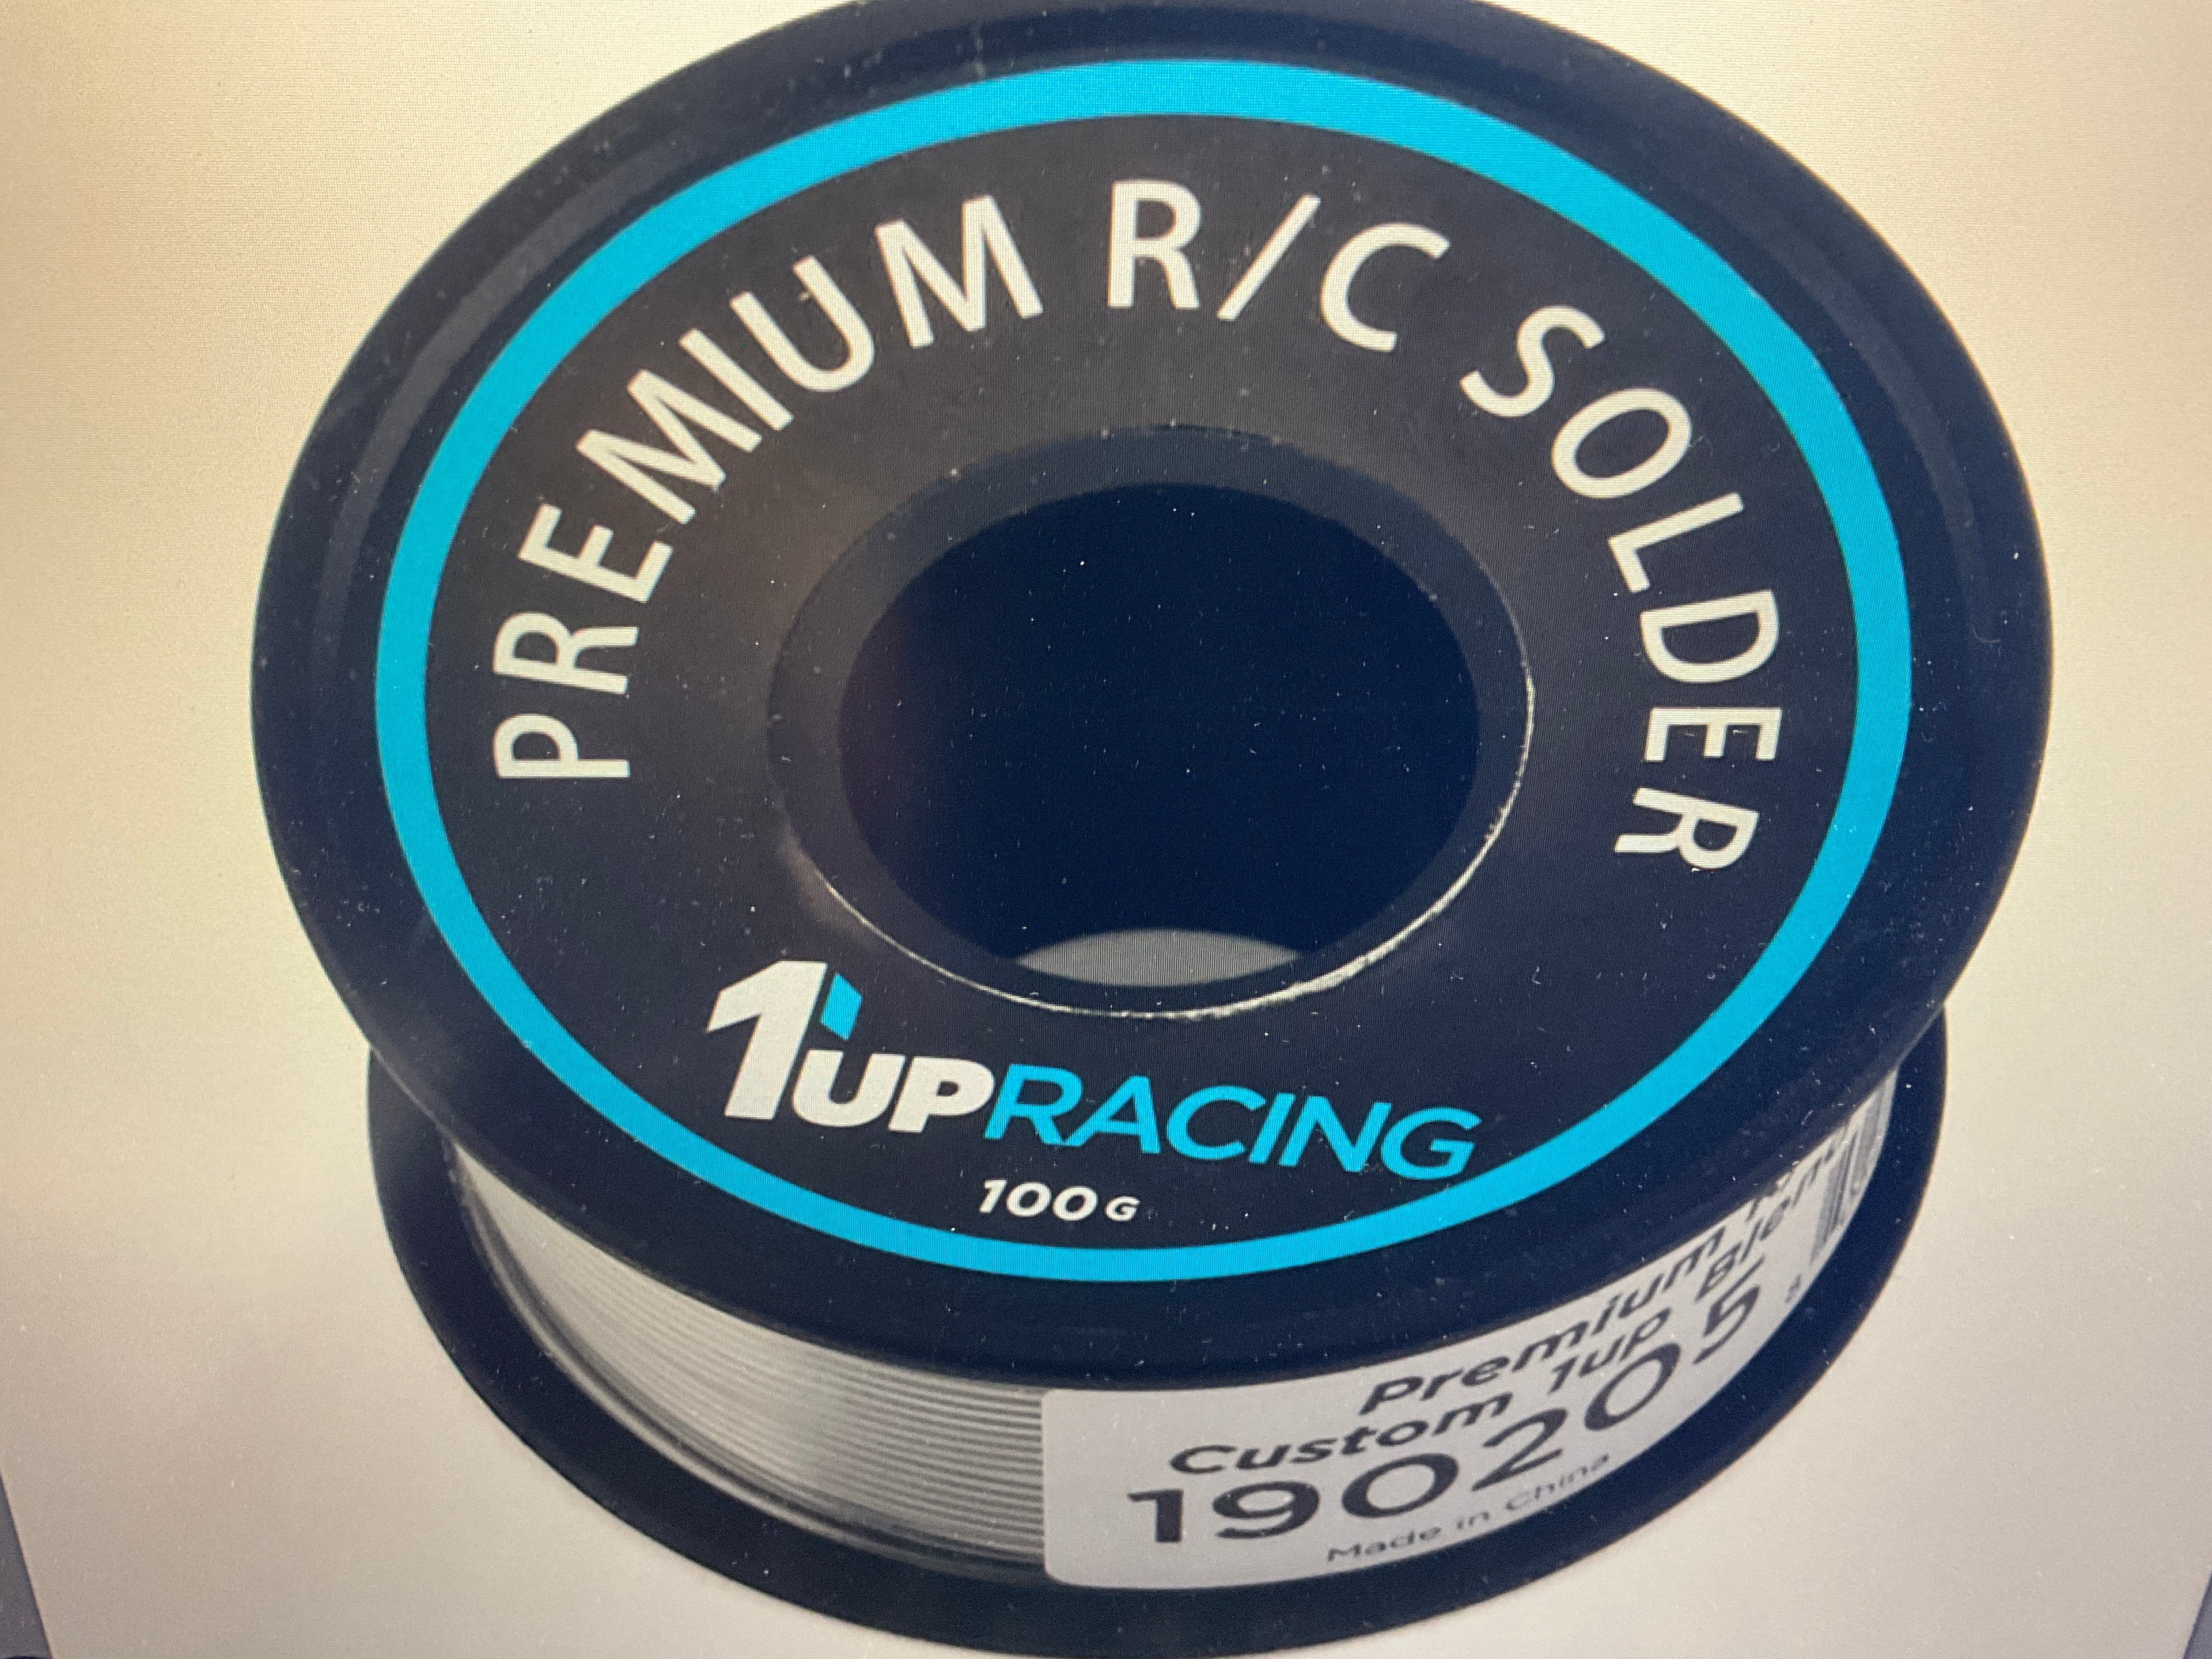 PREMIUM R/C SOLDER
1UPRACING
100G
Premium
Custom 1up Blend
190205
Made in China